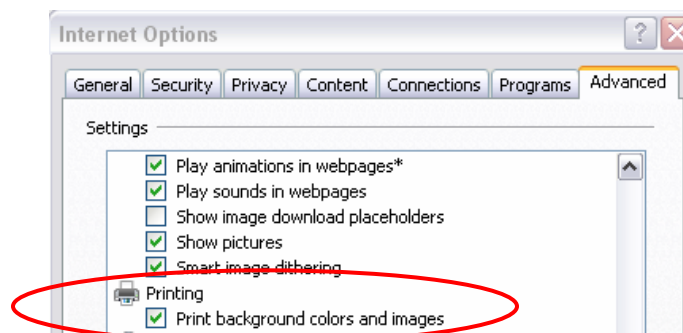 Internet Options
General Security Privacy Content Connections Programs Advanced
Settings
Play animations in webpages*
Play sounds in webpages
Show image download placeholders
Show pictures
Smart image dithering
Printing
Print background colors and images